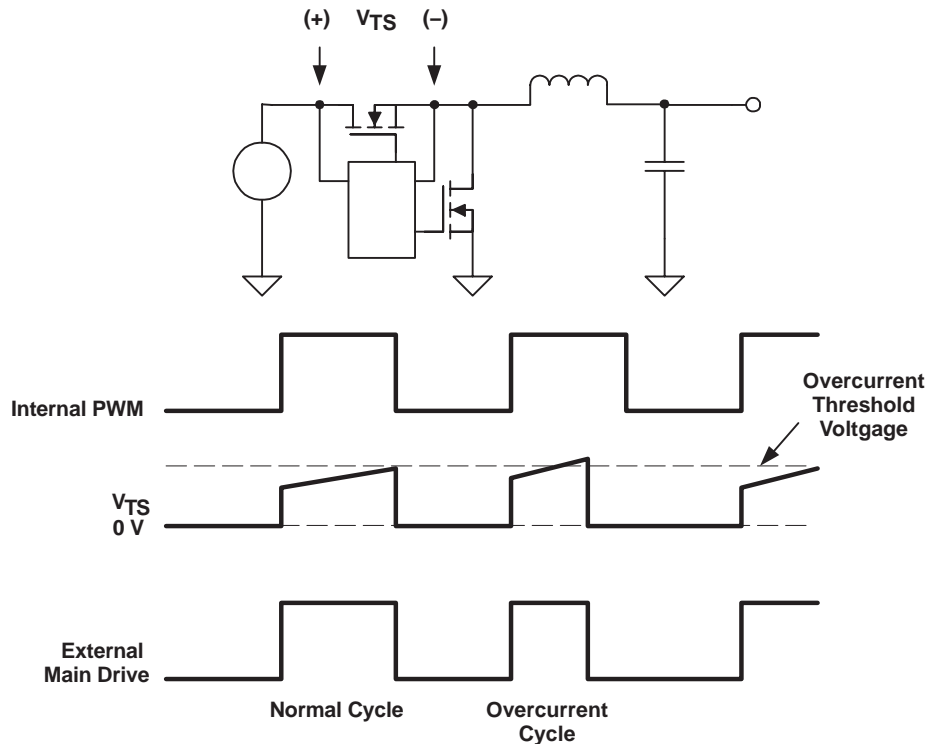 (+) VTS (–)
Internal PWM
Overcurrent
Threshold
Voltgage
VTS
0 V
External
Main Drive
Normal Cycle
Overcurrent
Cycle